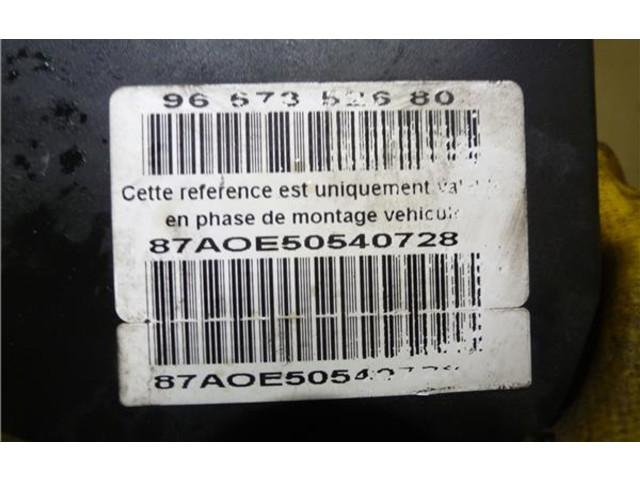 96 673 526 80
Cette reference est uniquement
en phase de montage
87AOE50540728